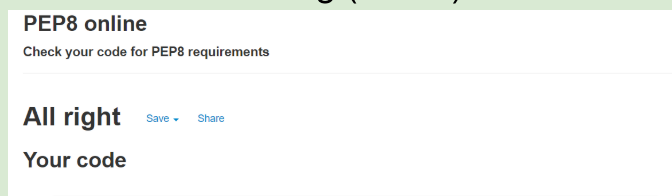 PEP8 online
Check your code for PEP8 requirements
All right Save Share
Your code